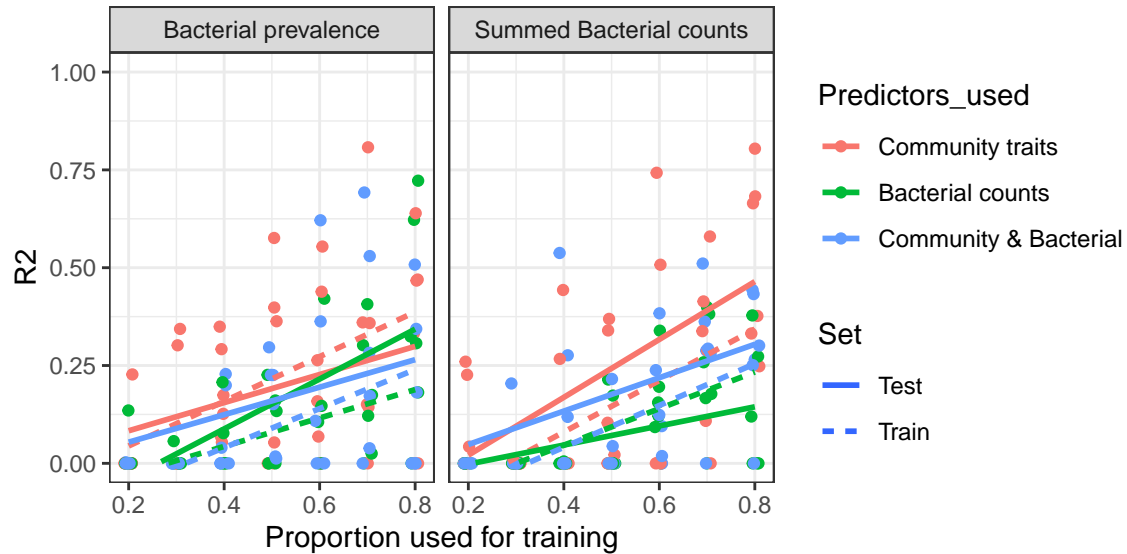 Bacterial prevalence
Summed Bacterial counts
1.00
0.75
0.50
0.25
0.00
R2
0.2 0.4 0.6 0.8
0.2 0.4 0.6 0.8
Proportion used for training
Predictors_used
Community traits
Bacterial counts
Community & Bacterial
Set
Test
Train